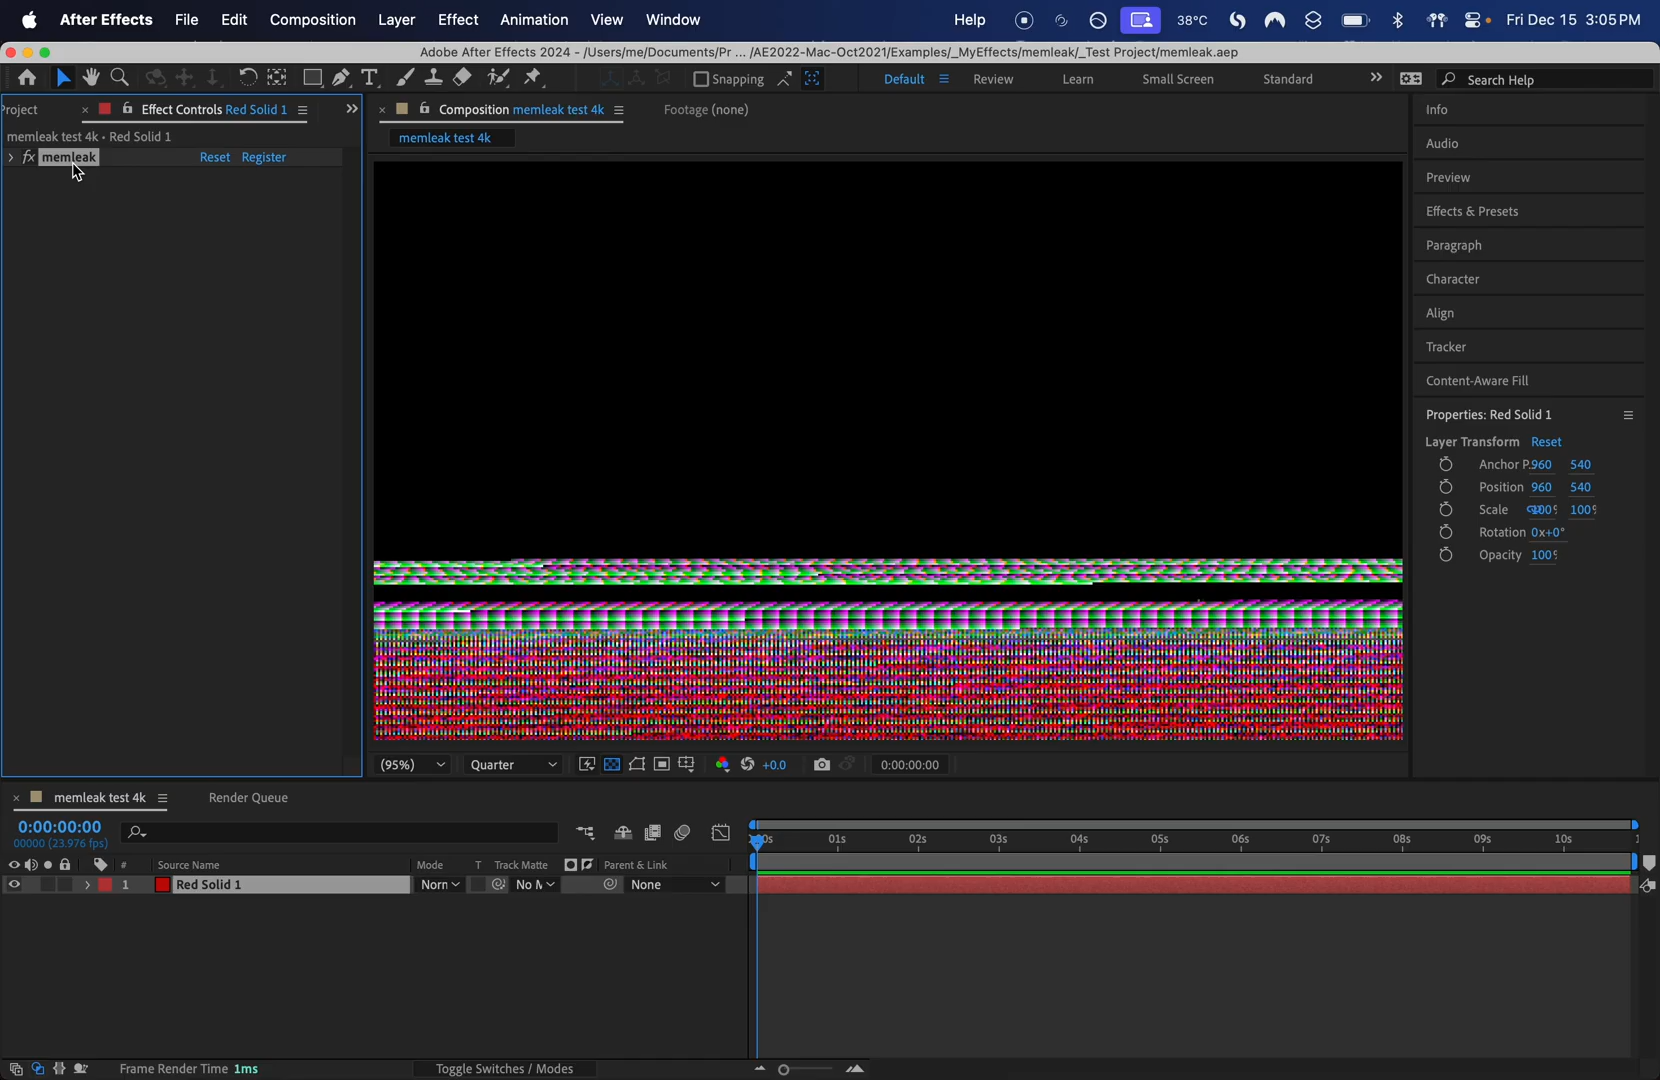 After Effects File Edit Composition Layer Effect Animation View Window Help 38°C Fri Dec 15 3:05 PM
Adobe After Effects 2024 - /Users/me/Documents/Pr ... /AE2022-Mac-Oct2021/Examples/_MyEffects/memleak/_Test Project/memleak.aep
Snapping Default Review Learn Small Screen Standard Search Help
roject Effect Controls Red Solid 1
memleak test 4k • Red Solid 1
fx memleak Reset Register
Composition memleak test 4k Footage (none)
memleak test 4k
(95%) Quarter +0.0 0:00:00:00
Info
Audio
Preview
Effects & Presets
Paragraph
Character
Align
Tracker
Content-Aware Fill
Properties: Red Solid 1
Layer Transform Reset
Anchor P 960 540
Position 960 540
Scale 100% 100%
Rotation 0x+0°
Opacity 100%
memleak test 4k Render Queue
0:00:00:00
00000 (23.976 fps)
# Source Name Mode T Track Matte Parent & Link
1 Red Solid 1 Norn None
0s 01s 02s 03s 04s 05s 06s 07s 08s 09s 10s
Frame Render Time 1ms Toggle Switches / Modes